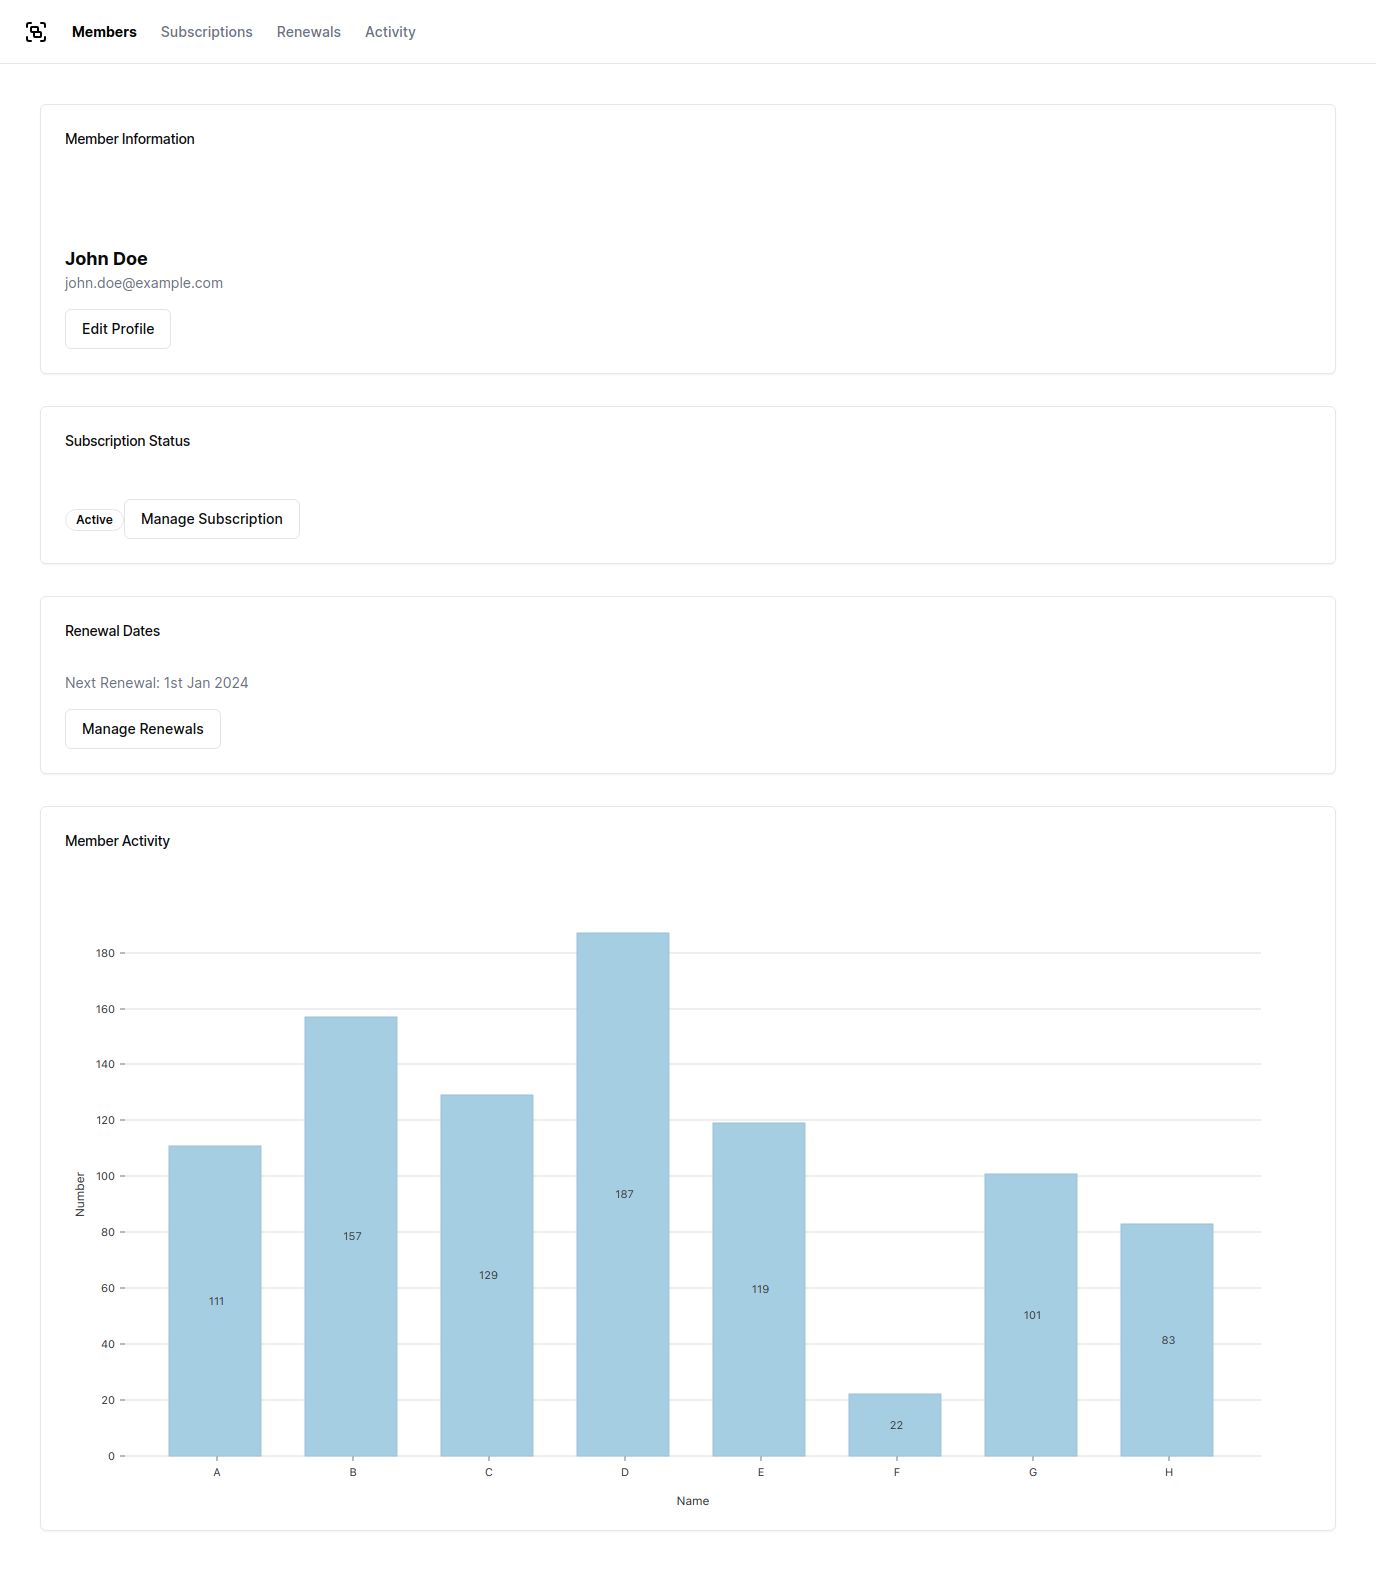 Members Subscriptions Renewals Activity
Member Information
John Doe
john.doe@example.com
Edit Profile
Subscription Status
Active Manage Subscription
Renewal Dates
Next Renewal: 1st Jan 2024
Manage Renewals
Member Activity
180
160
140
120
100
80
60
40
20
0
Number
111
157
129
187
119
22
101
83
A B C D E F G H
Name